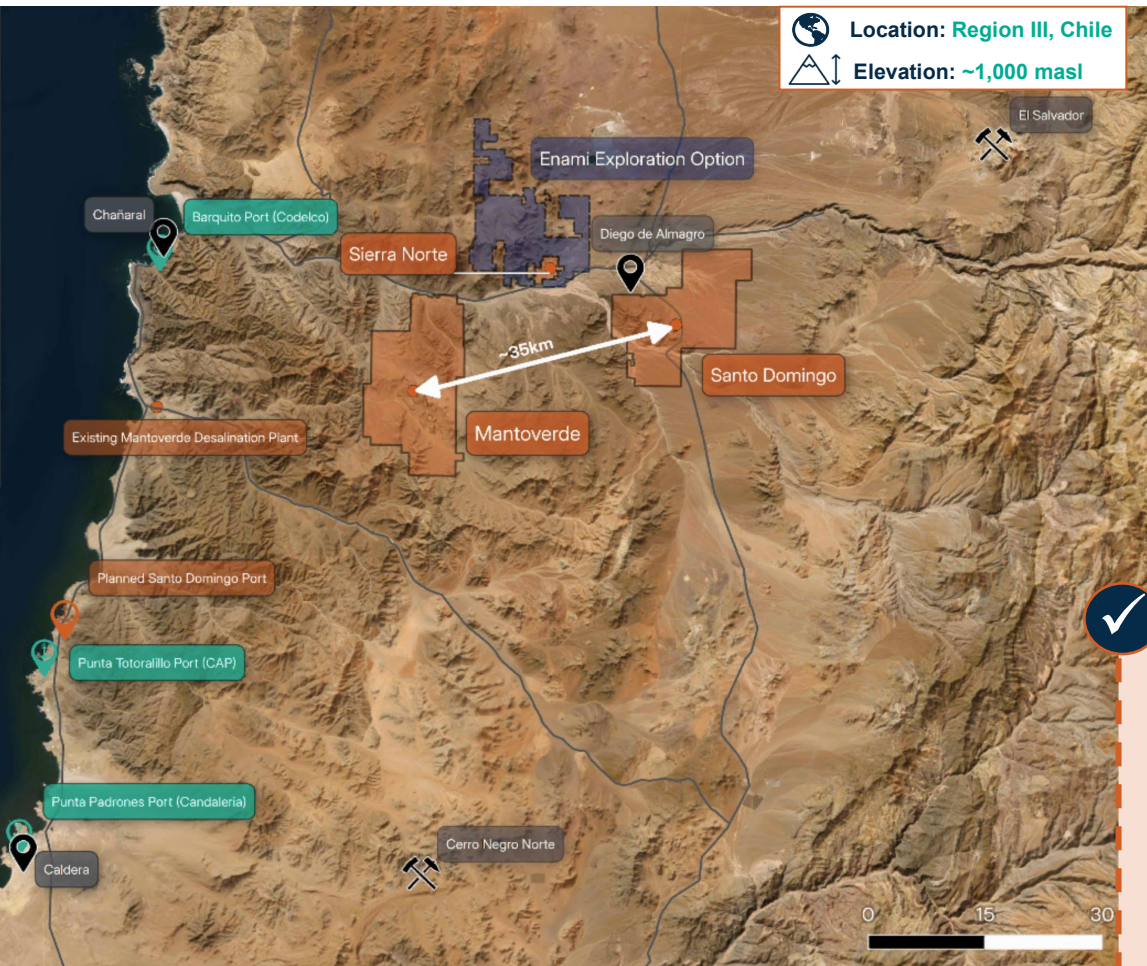 Location: Region III, Chile
Elevation: ~1,000 masl
El Salvador
Enami Exploration Option
Chañaral
Barquito Port (Codelco)
Diego de Almagro
Sierra Norte
~35km
Santo Domingo
Mantoverde
Existing Mantoverde Desalination Plant
Planned Santo Domingo Port
Punta Totoralillo Port (CAP)
Punta Padrones Port (Candaleria)
Cerro Negro Norte
Caldera
0 15 30